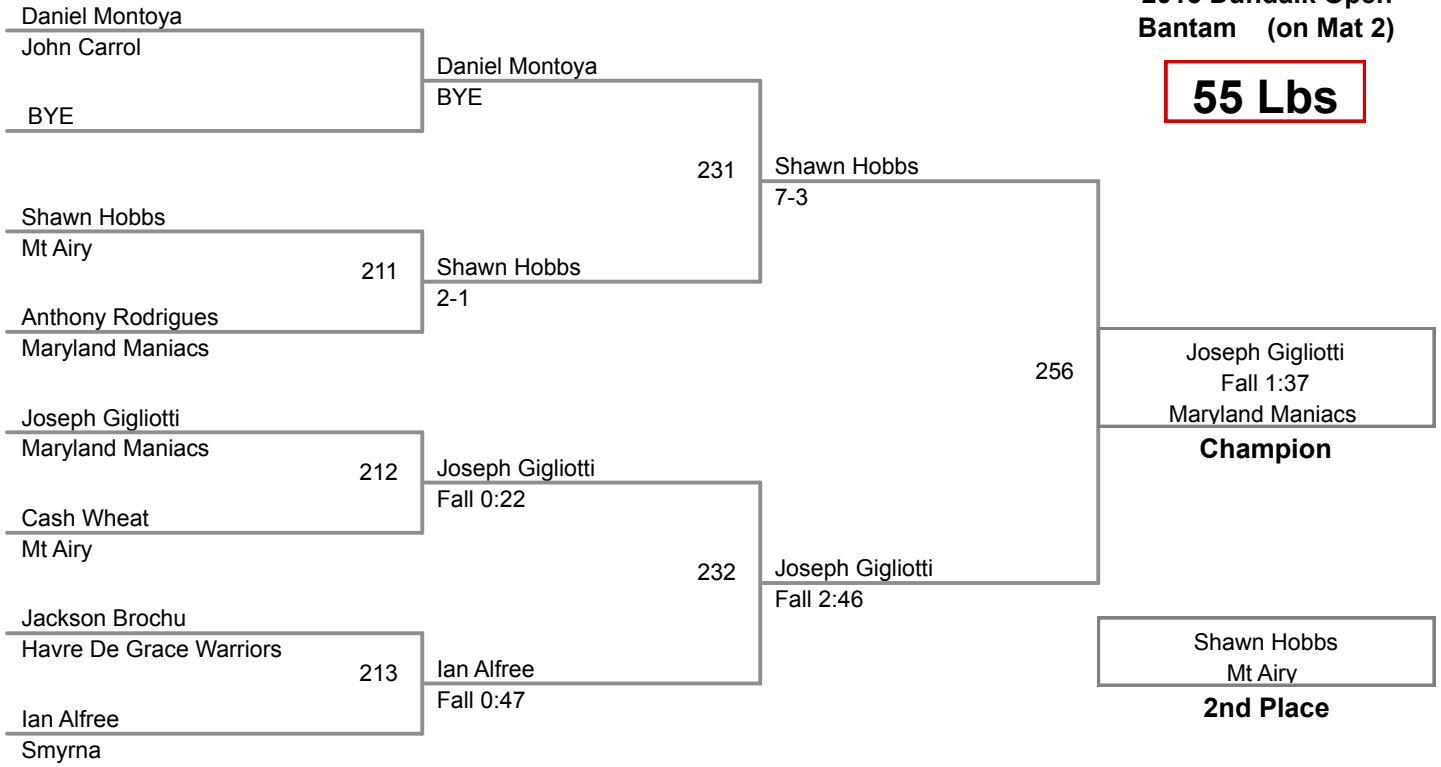 Daniel Montoya
John Carrol
BYE
Shawn Hobbs
Mt Airy
211
Anthony Rodrigues
Maryland Maniacs
Joseph Gigliotti
Maryland Maniacs
212
Cash Wheat
Mt Airy
Jackson Brochu
Havre De Grace Warriors
213
Ian Alfree
Smyrna
Daniel Montoya
BYE
231
Shawn Hobbs
2-1
Joseph Gigliotti
Fall 0:22
232
Ian Alfree
Fall 0:47
Shawn Hobbs
7-3
256
Joseph Gigliotti
Fall 2:46
Dundalk Open
Bantam (on Mat 2)
55 Lbs
Joseph Gigliotti
Fall 1:37
Maryland Maniacs
Champion
Shawn Hobbs
Mt Airy
2nd Place